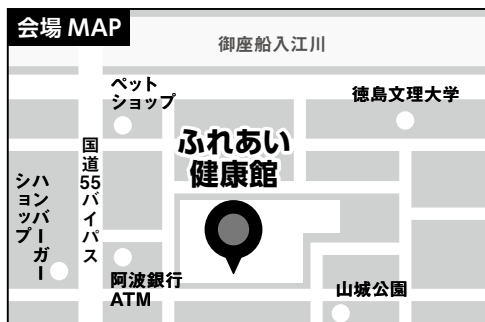 会場 MAP
御座船入江川
ペット
ショップ
徳島文理大学
ふれあい
健康館
国道55バイパス
ハンバーガー
ショップ
阿波銀行
ATM
山城公園